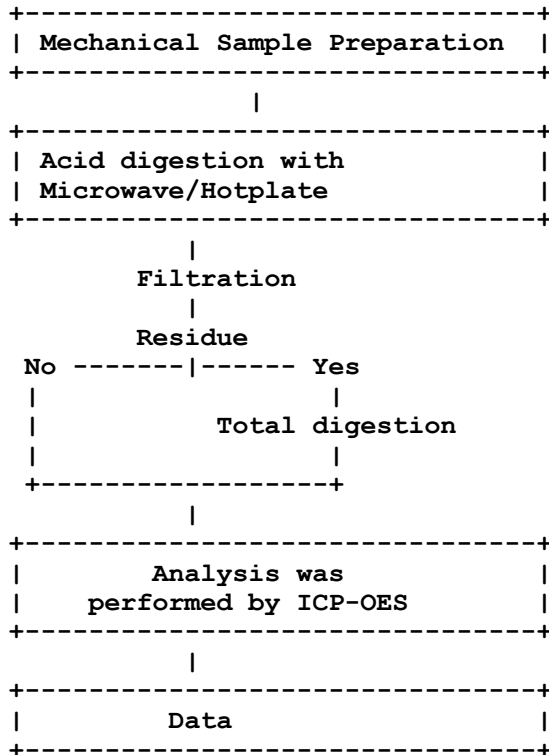 Mechanical Sample Preparation
Acid digestion with
Microwave/Hotplate
Filtration
Residue
No Yes
Total digestion
Analysis was
performed by ICP-OES
Data